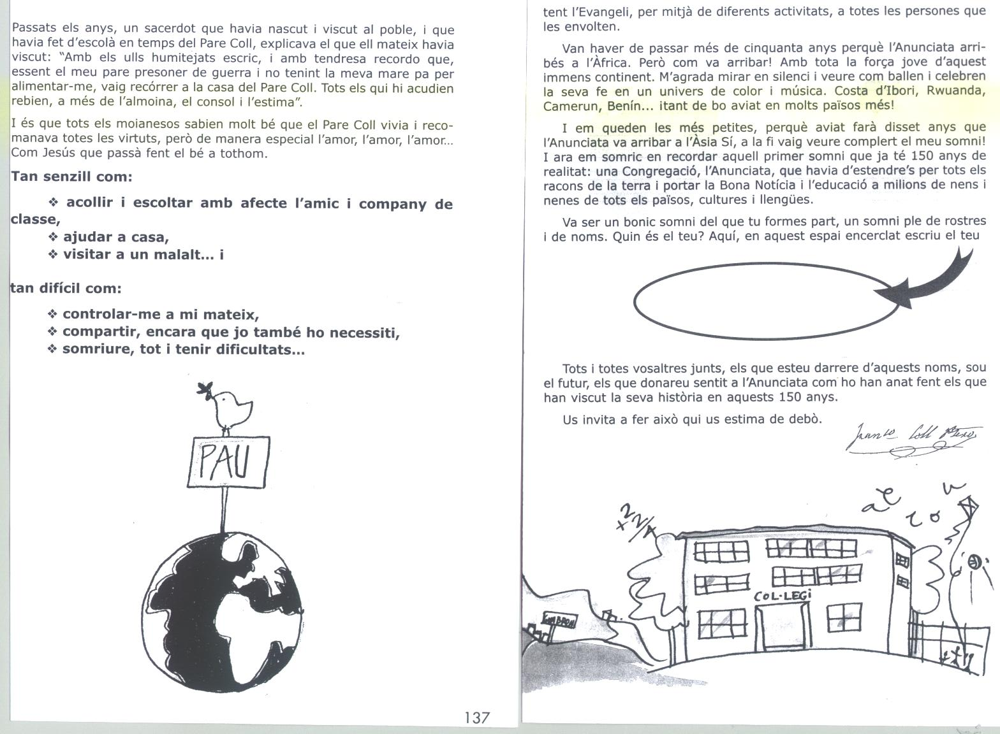 Passats els anys, un sacerdot que havia nascut i viscut al poble, i que
havia fet d'escolà en temps del Pare Coll, explicava el que ell mateix havia
viscut: "Amb els ulls humitejats escric, i amb tendresa recordo que,
essent el meu pare presoner de guerra i no tenint la meva mare pa per
alimentar-me, vaig recórrer a la casa del Pare Coll. Tots els qui hi acudien
rebien, a més de l'almoina, el consol i l'estima".
I és que tots els moianesos sabien molt bé que el Pare Coll vivia i reco-
manava totes les virtuts, però de manera especial l'amor, l'amor, l'amor...
Com Jesús que passà fent el bé a tothom.
Tan senzill com:
❖ acollir i escoltar amb afecte l'amic i company de
classe,
❖ ajudar a casa,
❖ visitar a un malalt... i
tan difícil com:
❖ controlar-me a mi mateix,
❖ compartir, encara que jo també ho necessiti,
❖ somriure, tot i tenir dificultats...
PAU
137
tent l'Evangeli, per mitjà de diferents activitats, a totes les persones que
les envolten.
Van haver de passar més de cinquanta anys perquè l'Anunciata arri-
bés a l'Àfrica. Però com va arribar! Amb tota la força jove d'aquest
immens continent. M'agrada mirar en silenci i veure com ballen i celebren
la seva fe en un univers de color i música. Costa d'Ibori, Rwuanda,
Camerun, Benín... itant de bo aviat en molts països més!
I em queden les més petites, perquè aviat farà disset anys que
l'Anunciata va arribar a l'Àsia Sí, a la fi vaig veure complert el meu somni!
I ara em somric en recordar aquell primer somni que ja té 150 anys de
realitat: una Congregació, l'Anunciata, que havia d'estendre's per tots els
racons de la terra i portar la Bona Notícia i l'educació a milions de nens i
nenes de tots els països, cultures i llengües.
Va ser un bonic somni del que tu formes part, un somni ple de rostres
i de noms. Quin és el teu? Aquí, en aquest espai encerclat escriu el teu
Tots i totes vosaltres junts, els que esteu darrere d'aquests noms, sou
el futur, els que donareu sentit a l'Anunciata com ho han anat fent els que
han viscut la seva història en aquests 150 anys.
Us invita a fer això qui us estima de debò.
Coll
COL·LEGI